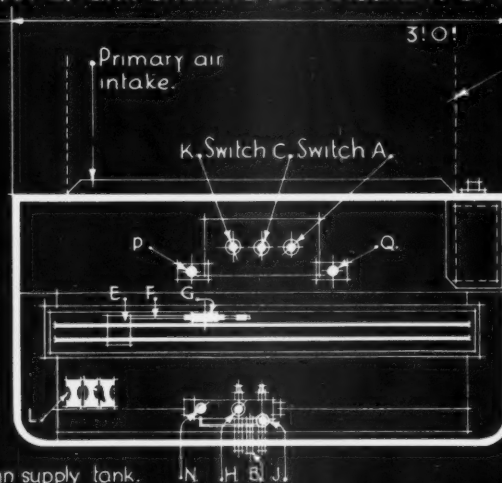 3'.0"
Primary air
intake.
K. Switch C. Switch A.
P. Q.
E. F. G.
L.
supply tank. N. H. B. J.